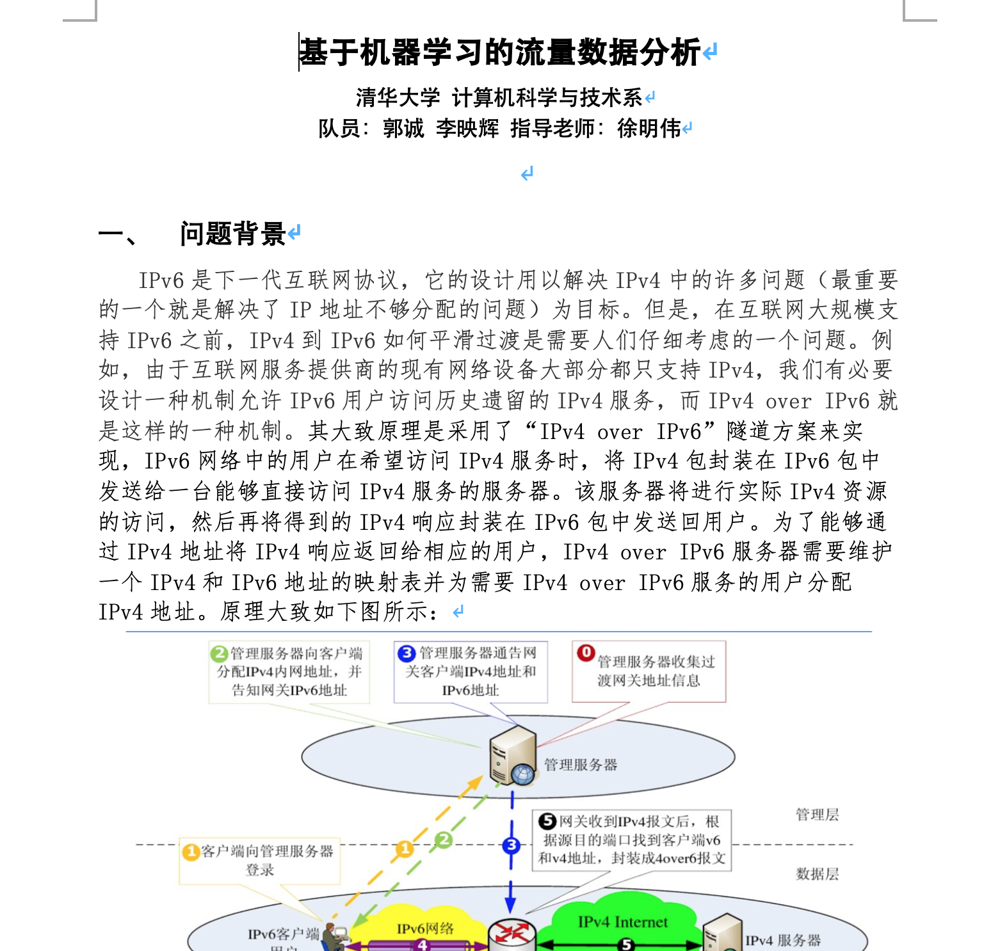 基于机器学习的流量数据分析
清华大学 计算机科学与技术系
队员：郭诚 李映辉 指导老师：徐明伟
一、 问题背景
IPv6 是下一代互联网协议，它的设计用以解决 IPv4 中的许多问题（最重要
的一个就是解决了 IP 地址不够分配的问题）为目标。但是，在互联网大规模支
持 IPv6 之前，IPv4 到 IPv6 如何平滑过渡是需要人们仔细考虑的一个问题。例
如，由于互联网服务提供商的现有网络设备大部分都只支持 IPv4，我们有必要
设计一种机制允许 IPv6 用户访问历史遗留的 IPv4 服务，而 IPv4 over IPv6 就
是这样的一种机制。其大致原理是采用了“IPv4 over IPv6”隧道方案来实
现，IPv6 网络中的用户在希望访问 IPv4 服务时，将 IPv4 包封装在 IPv6 包中
发送给一台能够直接访问 IPv4 服务的服务器。该服务器将进行实际 IPv4 资源
的访问，然后再将得到的 IPv4 响应封装在 IPv6 包中发送回用户。为了能够通
过 IPv4 地址将 IPv4 响应返回给相应的用户，IPv4 over IPv6 服务器需要维护
一个 IPv4 和 IPv6 地址的映射表并为需要 IPv4 over IPv6 服务的用户分配
IPv4 地址。原理大致如下图所示：
2 管理服务器向客户端
分配IPv4内网地址，并
告知网关IPv6地址
3 管理服务器通告网
关客户端IPv4地址和
IPv6地址
0
管理服务器收集过
渡网关地址信息
管理服务器
管理层
5 网关收到IPv4报文后，根
据源目的端口找到客户端v6
和v4地址，封装成4over6报文
1 客户端向管理服务器
登录
1
2
3
数据层
IPv6客户端
用户
IPv6网络
4
IPv4 Internet
5
IPv4 服务器